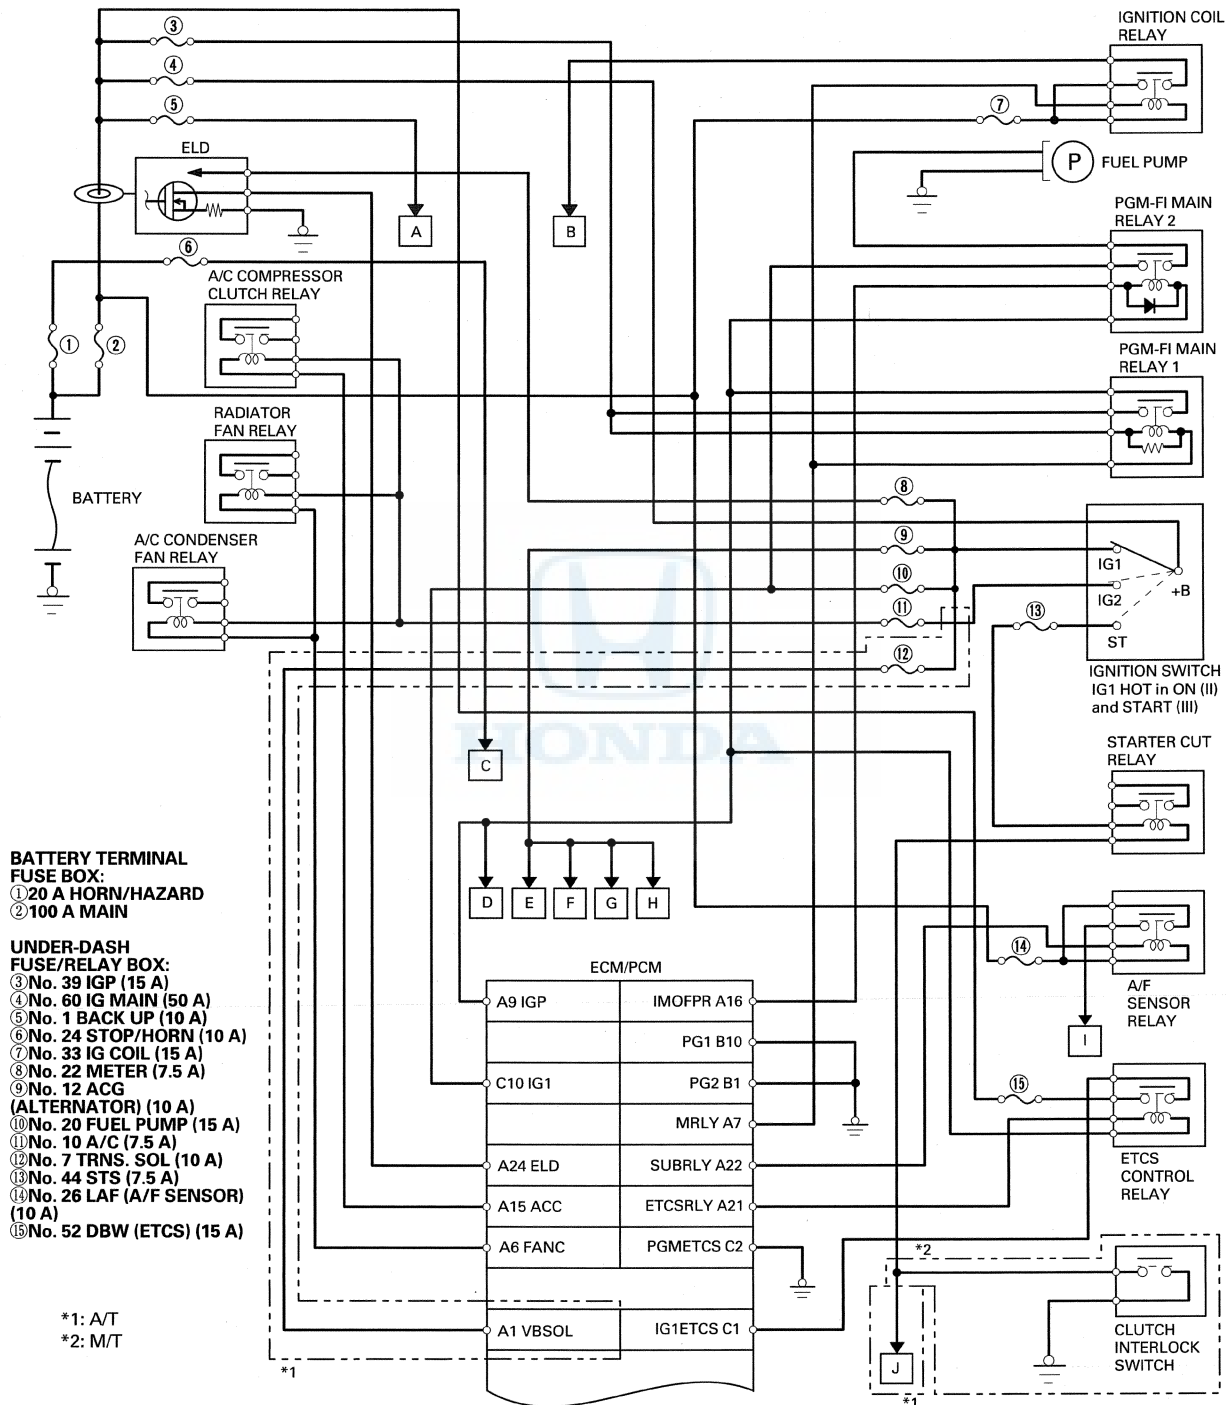 ③
④
⑤
ELD
⑥
A
B
IGNITION COIL
RELAY
⑦
P
FUEL PUMP
PGM-FI MAIN
RELAY 2
A/C COMPRESSOR
CLUTCH RELAY
①
②
PGM-FI MAIN
RELAY 1
RADIATOR
FAN RELAY
BATTERY
A/C CONDENSER
FAN RELAY
⑧
⑨
⑩
⑪
⑫
⑬
IG1
IG2
+B
ST
IGNITION SWITCH
IG1 HOT in ON (II)
and START (III)
HONDA
C
STARTER CUT
RELAY
D
E
F
G
H
BATTERY TERMINAL
FUSE BOX:
①20 A HORN/HAZARD
②100 A MAIN
UNDER-DASH
FUSE/RELAY BOX:
③No. 39 IGP (15 A)
④No. 60 IG MAIN (50 A)
⑤No. 1 BACK UP (10 A)
⑥No. 24 STOP/HORN (10 A)
⑦No. 33 IG COIL (15 A)
⑧No. 22 METER (7.5 A)
⑨No. 12 ACG
(ALTERNATOR) (10 A)
⑩No. 20 FUEL PUMP (15 A)
⑪No. 10 A/C (7.5 A)
⑫No. 7 TRNS. SOL (10 A)
⑬No. 44 STS (7.5 A)
⑭No. 26 LAF (A/F SENSOR)
(10 A)
⑮No. 52 DBW (ETCS) (15 A)
*1: A/T
*2: M/T
ECM/PCM
A9 IGP
IMOFPR A16
PG1 B10
C10 IG1
PG2 B1
MRLY A7
A24 ELD
SUBRLY A22
A15 ACC
ETCSRLY A21
A6 FANC
PGMETCS C2
A1 VBSOL
IG1ETCS C1
*1
⑭
A/F
SENSOR
RELAY
I
⑮
ETCS
CONTROL
RELAY
*2
J
*1
CLUTCH
INTERLOCK
SWITCH